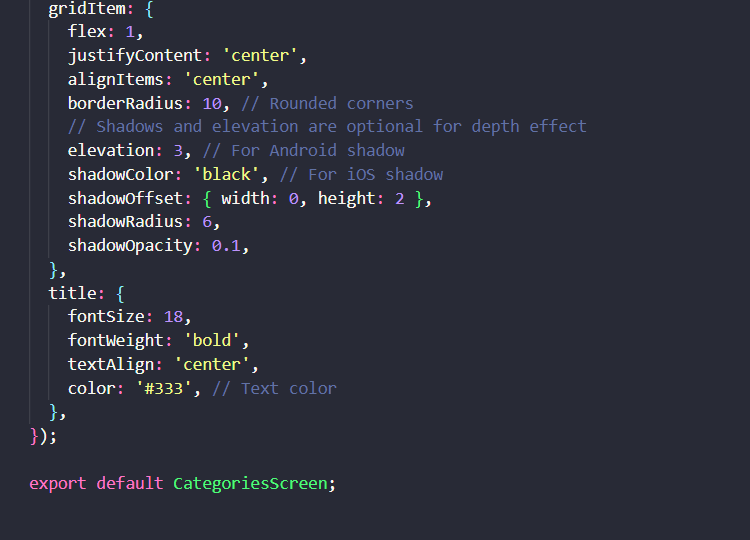 gridItem: {
flex: 1,
justifyContent: 'center',
alignItems: 'center',
borderRadius: 10, // Rounded corners
// Shadows and elevation are optional for depth effect
elevation: 3, // For Android shadow
shadowColor: 'black', // For iOS shadow
shadowOffset: { width: 0, height: 2 },
shadowRadius: 6,
shadowOpacity: 0.1,
},
title: {
fontSize: 18,
fontWeight: 'bold',
textAlign: 'center',
color: '#333', // Text color
},
});
export default CategoriesScreen;